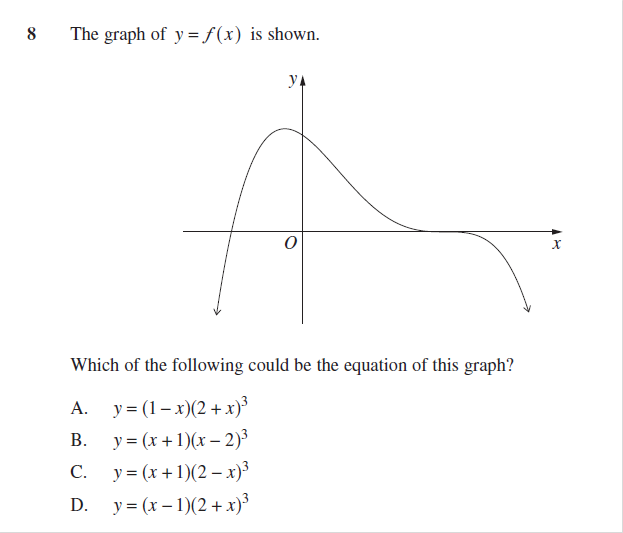 8 The graph of y = f(x) is shown.
y
O
x
Which of the following could be the equation of this graph?
A. y = (1 – x)(2 + x)³
B. y = (x + 1)(x – 2)³
C. y = (x + 1)(2 – x)³
D. y = (x – 1)(2 + x)³